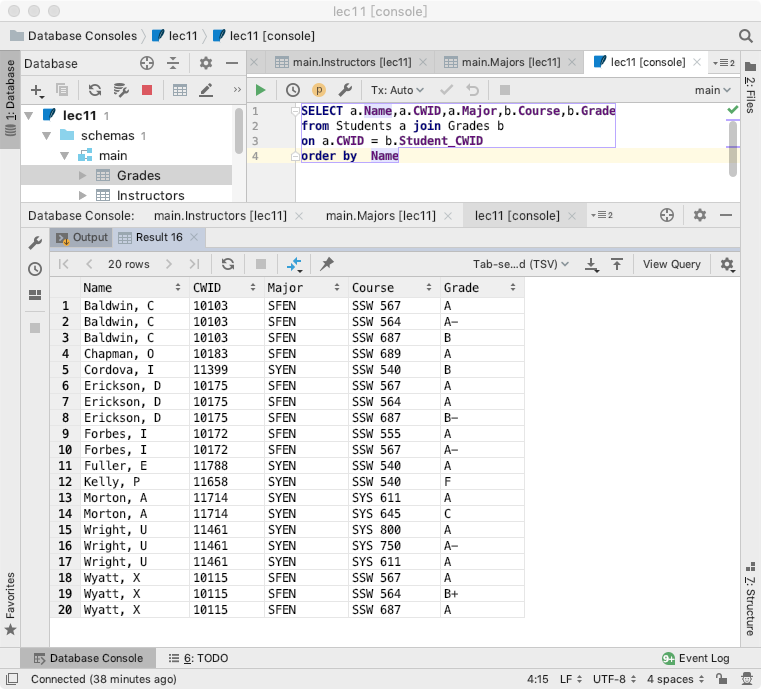 lec11 [console]
Database Consoles lec11 lec11 [console]
1: Database
Database
main.Instructors [lec11] main.Majors [lec11] lec11 [console] 2
2: Files
Tx: Auto main
lec11 1
schemas 1
main
Grades
Instructors
1 SELECT a.Name,a.CWID,a.Major,b.Course,b.Grade
2 from Students a join Grades b
3 on a.CWID = b.Student_CWID
4 order by Name
Database Console: main.Instructors [lec11] main.Majors [lec11] lec11 [console] 2
Output Result 16
20 rows Tab-se...d (TSV) View Query
Name CWID Major Course Grade
1 Baldwin, C 10103 SFEN SSW 567 A
2 Baldwin, C 10103 SFEN SSW 564 A-
3 Baldwin, C 10103 SFEN SSW 687 B
4 Chapman, O 10183 SFEN SSW 689 A
5 Cordova, I 11399 SYEN SSW 540 B
6 Erickson, D 10175 SFEN SSW 567 A
7 Erickson, D 10175 SFEN SSW 564 A
8 Erickson, D 10175 SFEN SSW 687 B-
9 Forbes, I 10172 SFEN SSW 555 A
10 Forbes, I 10172 SFEN SSW 567 A-
11 Fuller, E 11788 SYEN SSW 540 A
12 Kelly, P 11658 SYEN SSW 540 F
13 Morton, A 11714 SYEN SYS 611 A
14 Morton, A 11714 SYEN SYS 645 C
15 Wright, U 11461 SYEN SYS 800 A
16 Wright, U 11461 SYEN SYS 750 A-
17 Wright, U 11461 SYEN SYS 611 A
18 Wyatt, X 10115 SFEN SSW 567 A
19 Wyatt, X 10115 SFEN SSW 564 B+
20 Wyatt, X 10115 SFEN SSW 687 A
Favorites
Z: Structure
Database Console 6: TODO 9+ Event Log
Connected (38 minutes ago) 4:15 LF UTF-8 4 spaces